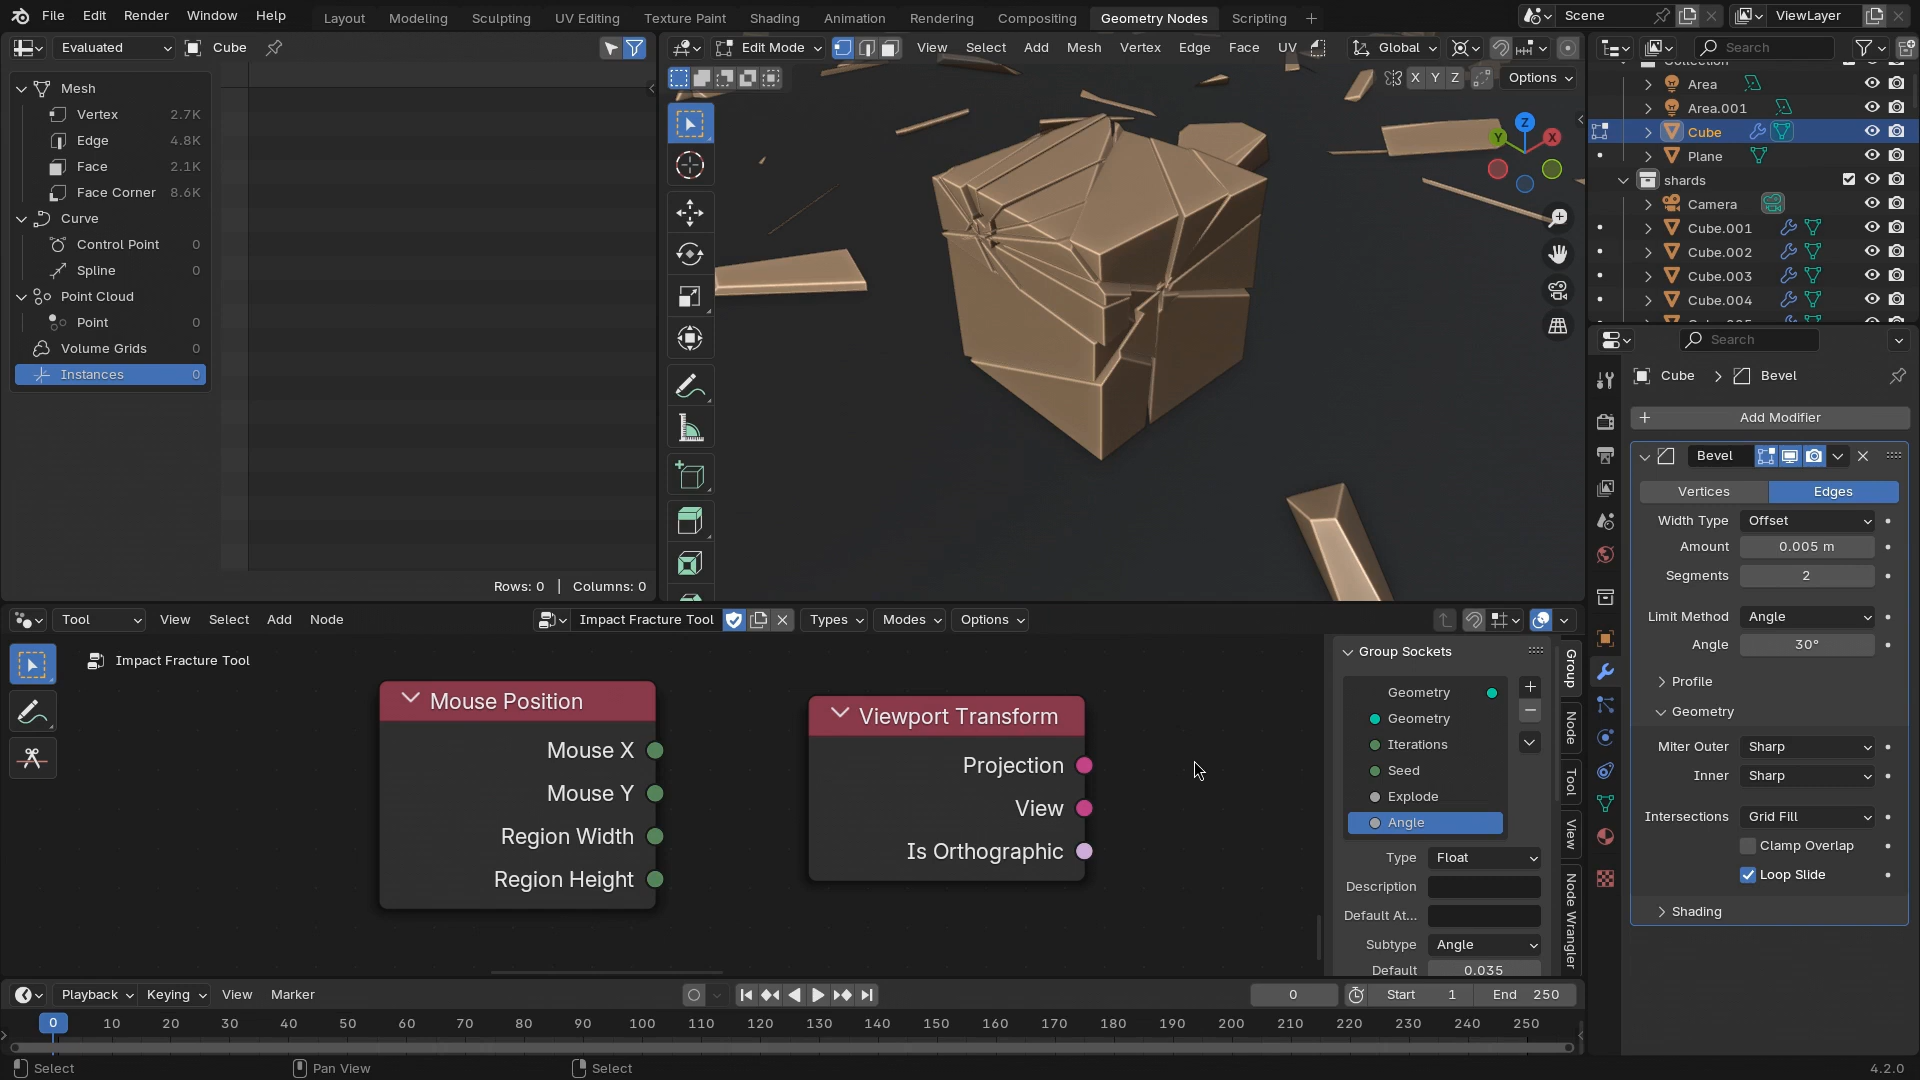 File Edit Render Window Help Layout Modeling Sculpting UV Editing Texture Paint Shading Animation Rendering Compositing Geometry Nodes Scripting + Scene ViewLayer
Evaluated Cube
Edit Mode View Select Add Mesh Vertex Edge Face UV Global
Search
X Y Z Options
Mesh
Vertex 2.7K
Edge 4.8K
Face 2.1K
Face Corner 8.6K
Curve
Control Point 0
Spline 0
Point Cloud
Point 0
Volume Grids 0
Instances 0
Rows: 0 | Columns: 0
Z
Y X
Collection
Area
Area.001
Cube
Plane
shards
Camera
Cube.001
Cube.002
Cube.003
Cube.004
Search
Cube > Bevel
+ Add Modifier
Bevel
Vertices Edges
Width Type Offset
Amount 0.005 m
Segments 2
Limit Method Angle
Angle 30°
Profile
Geometry
Miter Outer Sharp
Inner Sharp
Intersections Grid Fill
Clamp Overlap
Loop Slide
Shading
Tool View Select Add Node Impact Fracture Tool Types Modes Options
Impact Fracture Tool
Mouse Position
Mouse X
Mouse Y
Region Width
Region Height
Viewport Transform
Projection
View
Is Orthographic
Group Sockets
Geometry
Geometry
Iterations
Seed
Explode
Angle
Type Float
Description
Default At...
Subtype Angle
Default 0.035
Group
Node
Tool
View
Node Wrangler
Playback Keying View Marker 0 Start 1 End 250
0 10 20 30 40 50 60 70 80 90 100 110 120 130 140 150 160 170 180 190 200 210 220 230 240 250
Select Pan View Select 4.2.0